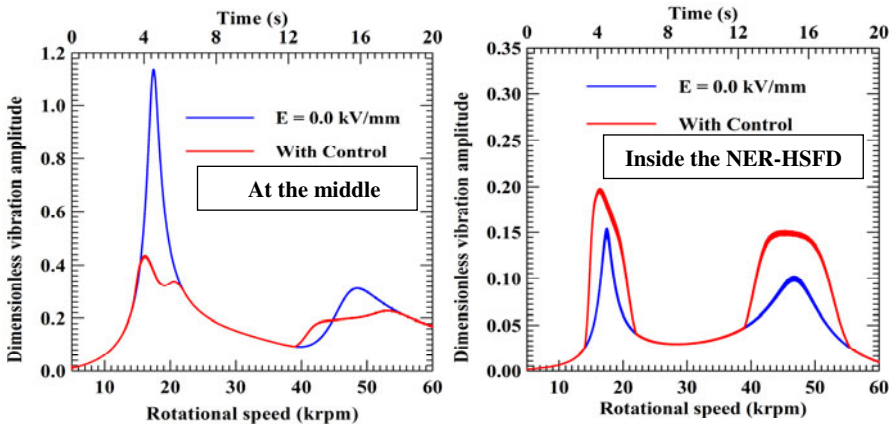 Time (s)
0 4 8 12 16 20
1.2
1.0
0.8
0.6
0.4
0.2
0.0
Dimensionless vibration amplitude
E = 0.0 kV/mm
With Control
At the middle
10 20 30 40 50 60
Rotational speed (krpm)
Time (s)
0 4 8 12 16 20
0.35
0.30
0.25
0.20
0.15
0.10
0.05
0.00
Dimensionless vibration amplitude
E = 0.0 kV/mm
With Control
Inside the NER-HSFD
10 20 30 40 50 60
Rotational speed (krpm)